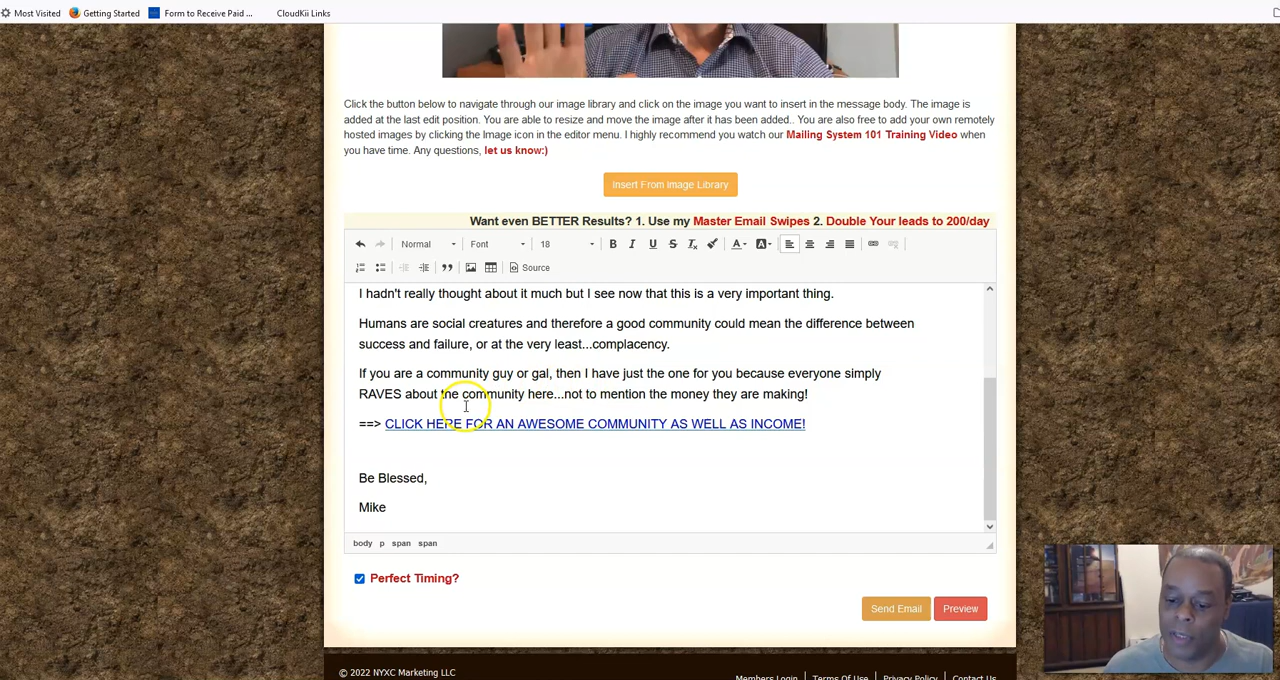 Most Visited Getting Started Form to Receive Paid ... CloudKii Links
Click the button below to navigate through our image library and click on the image you want to insert in the message body. The image is
added at the last edit position. You are able to resize and move the image after it has been added.. You are also free to add your own remotely
hosted images by clicking the Image icon in the editor menu. I highly recommend you watch our Mailing System 101 Training Video when
you have time. Any questions, let us know:)
Insert From image Library
Want even BETTER Results? 1. Use my Master Email Swipes 2. Double Your leads to 200/day
Normal Font 18
Source
I hadn't really thought about it much but I see now that this is a very important thing.
Humans are social creatures and therefore a good community could mean the difference between
success and failure, or at the very least...complacency.
If you are a community guy or gal, then I have just the one for you because everyone simply
RAVES about the community here...not to mention the money they are making!
==> CLICK HERE FOR AN AWESOME COMMUNITY AS WELL AS INCOME!
Be Blessed,
Mike
body p span span
Perfect Timing?
Send Email Preview
© 2022 NYXC Marketing LLC
Members Login Terms Of Use Privacy Policy Contact Us